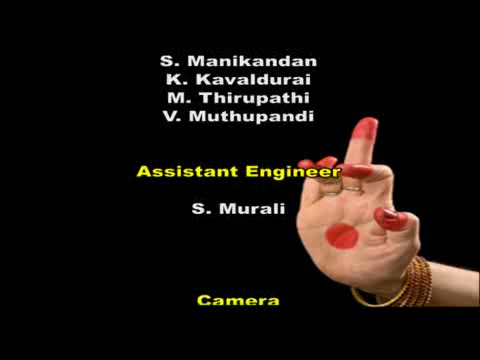 S. Manikandan
K. Kavaldurai
M. Thirupathi
V. Muthupandi
Assistant Engineer
S. Murali
Camera